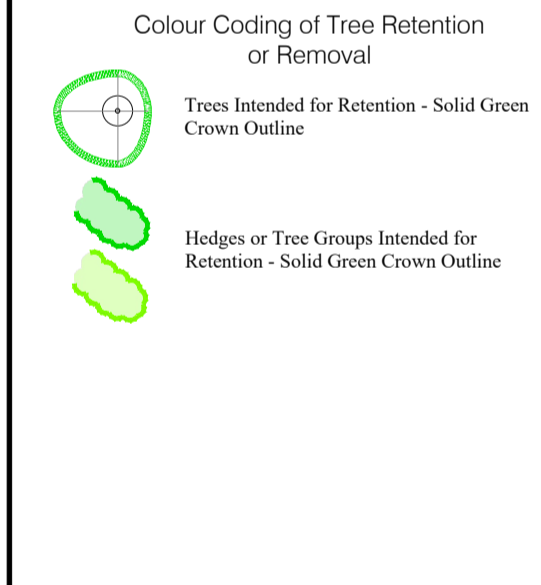 Colour Coding of Tree Retention
or Removal
Trees Intended for Retention - Solid Green
Crown Outline
Hedges or Tree Groups Intended for
Retention - Solid Green Crown Outline